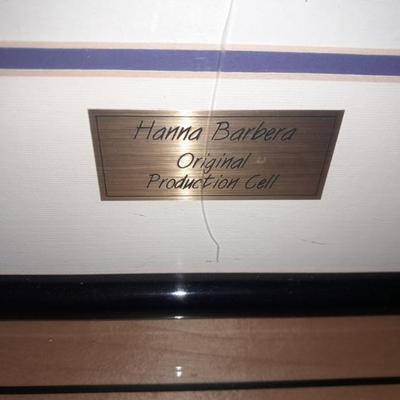 Hanna Barbera
Original
Production Cell